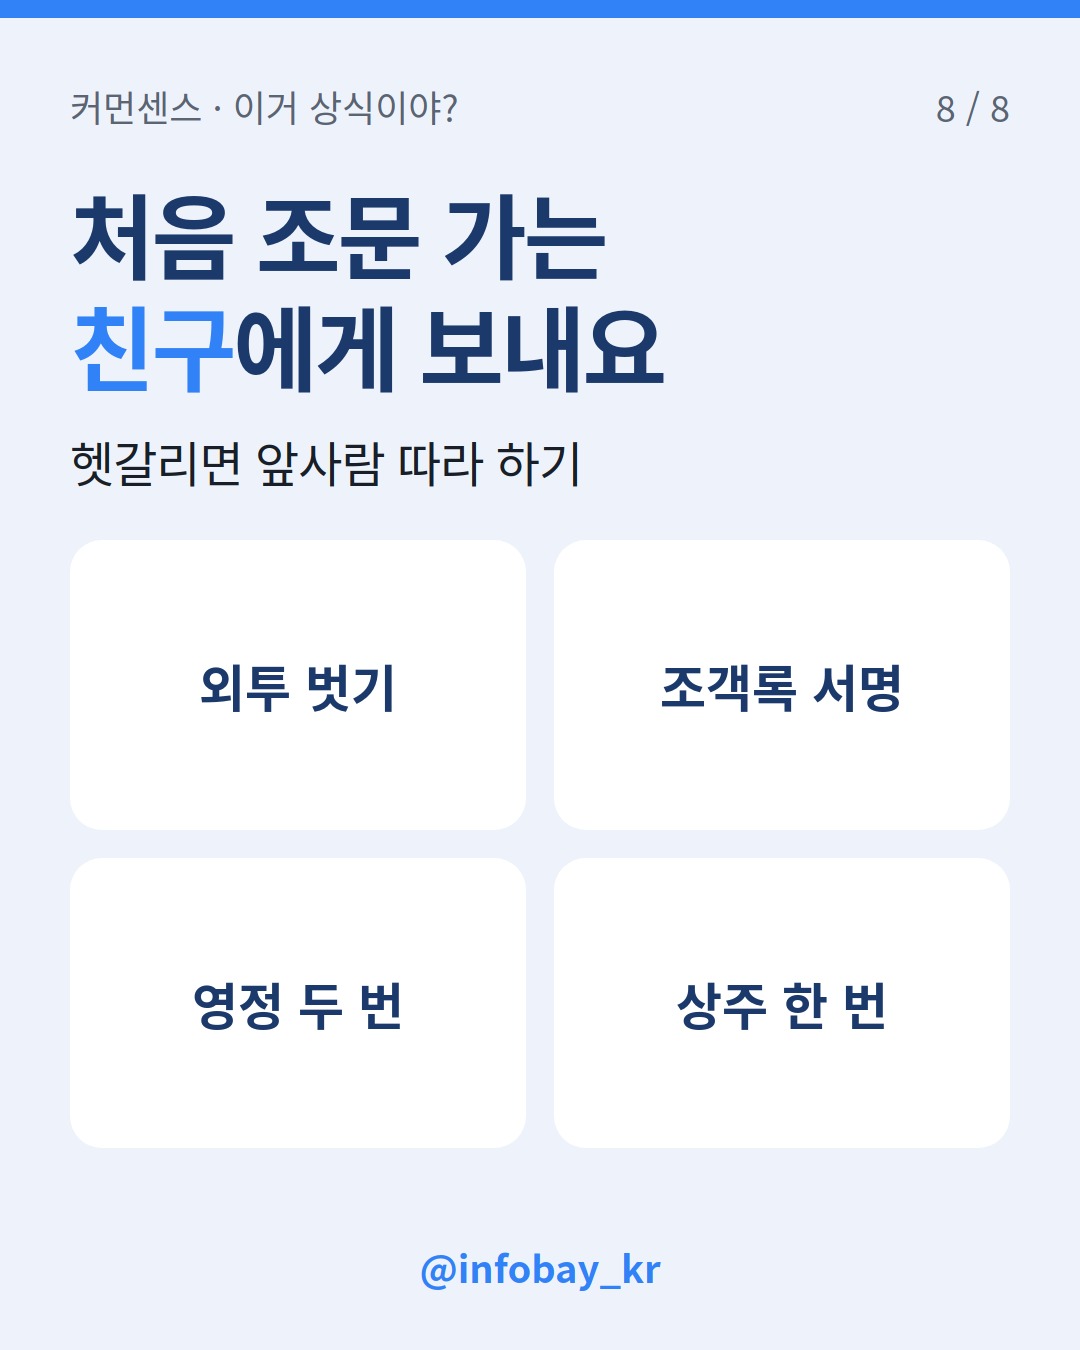 커먼센스 · 이거 상식이야?
8 / 8
처음 조문 가는
친구에게 보내요
헷갈리면 앞사람 따라 하기
외투 벗기
조객록 서명
영정 두 번
상주 한 번
@infobay_kr